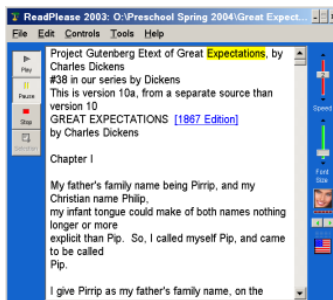 ReadPlease 2003: O:\Preschool Spring 2004\Great Expect...
File Edit Controls Tools Help
Play
Pause
Stop
Speed
Font
Size
Project Gutenberg Etext of Great Expectations, by
Charles Dickens
#38 in our series by Dickens
This is version 10a, from a separate source than
version 10
GREAT EXPECTATIONS [1867 Edition]
by Charles Dickens
Chapter I
My father's family name being Pirrip, and my
Christian name Philip,
my infant tongue could make of both names nothing
longer or more
explicit than Pip. So, I called myself Pip, and came
to be called
Pip.
I give Pirrip as my father's family name, on the